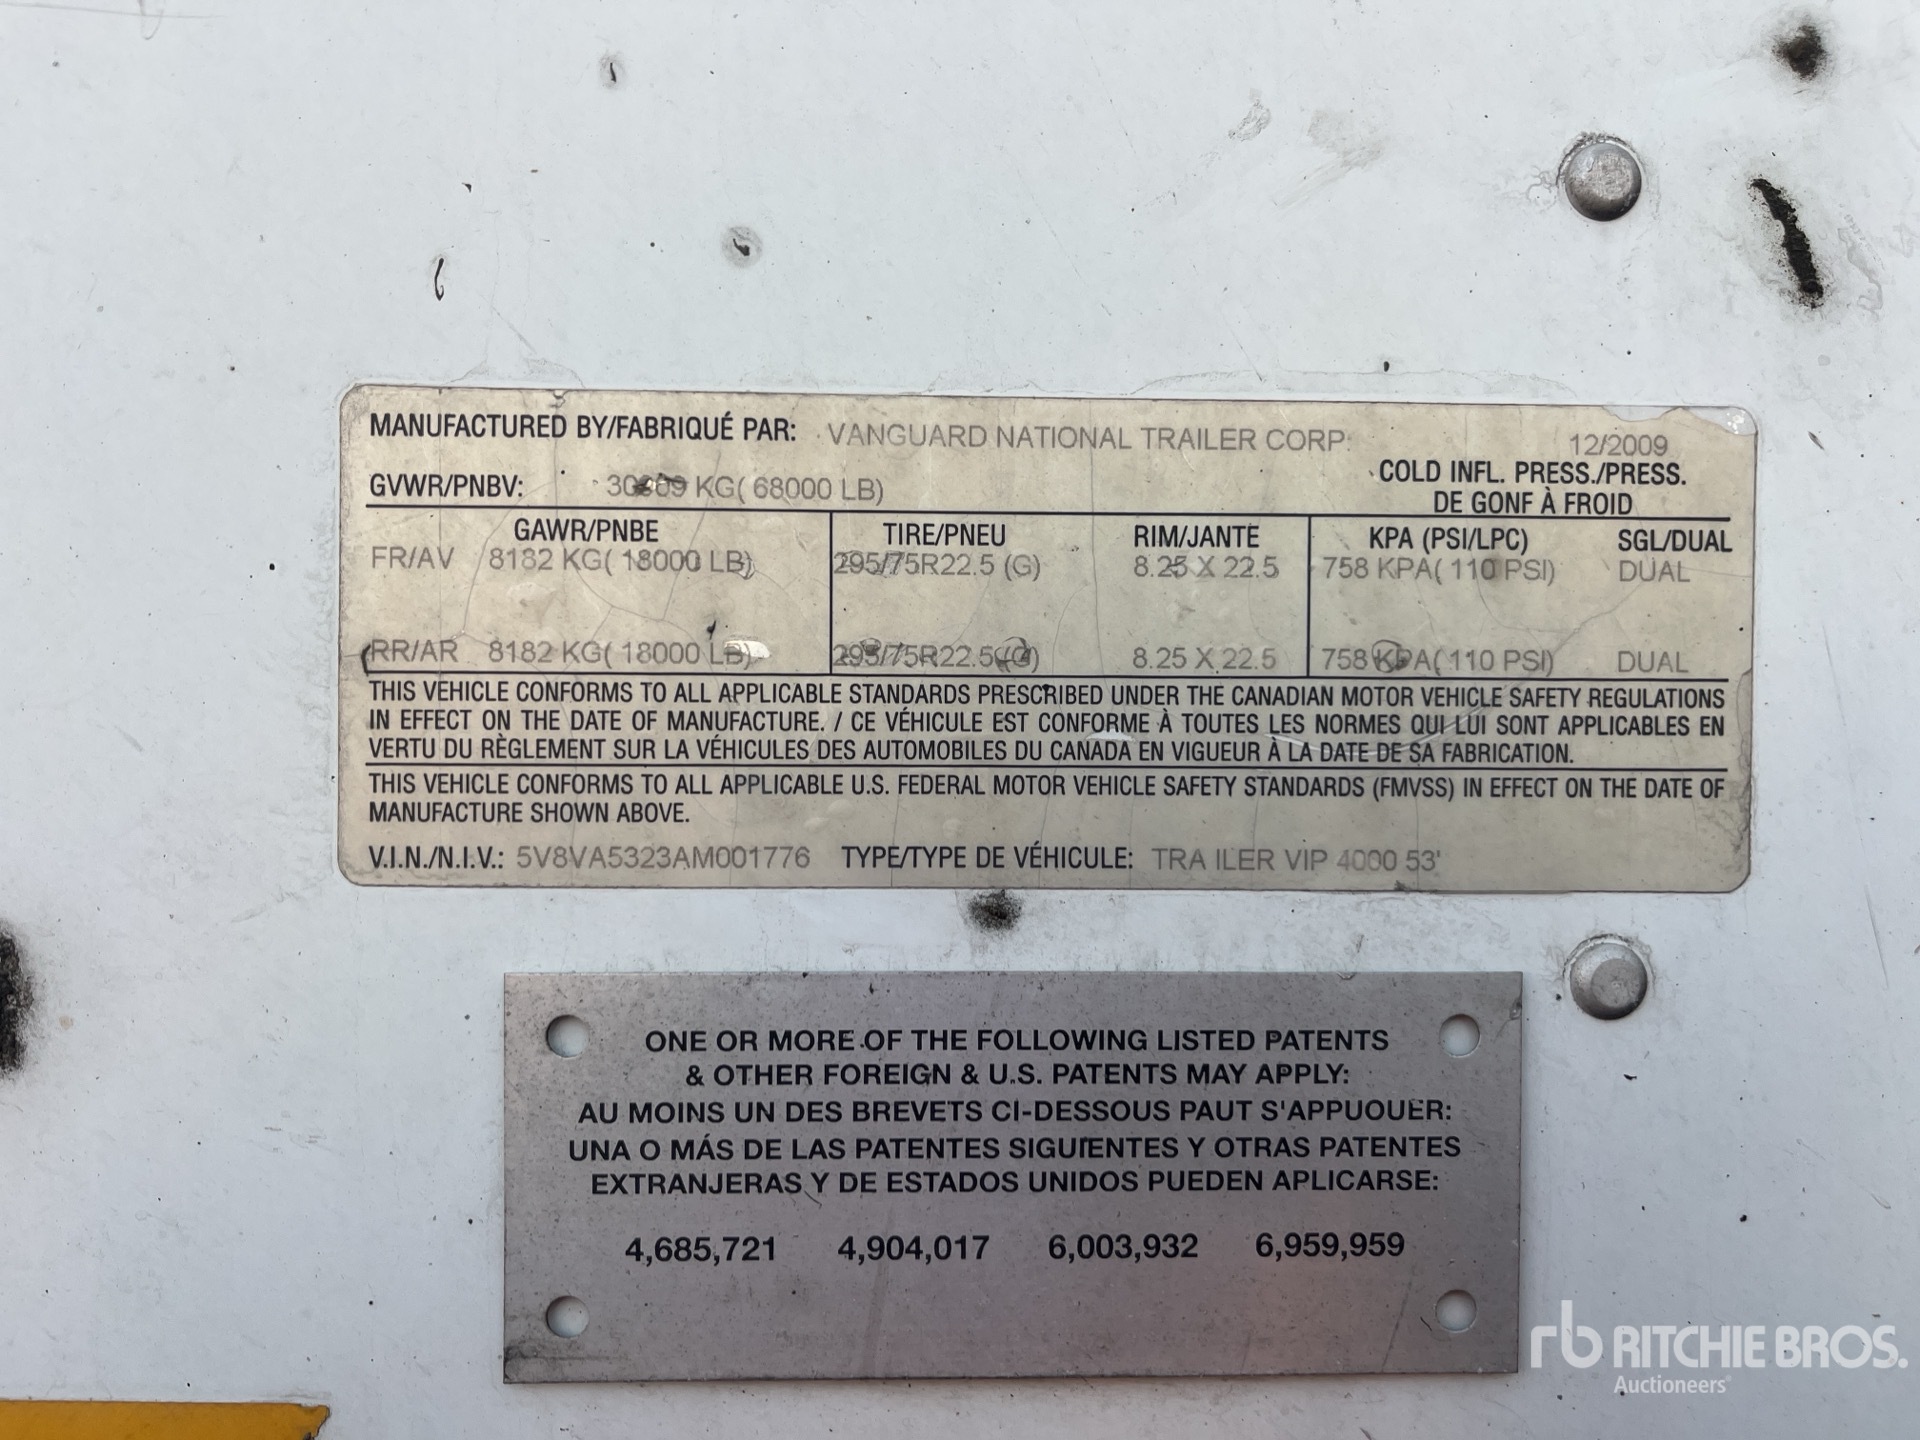 MANUFACTURED BY/FABRIQUÉ PAR: VANGUARD NATIONAL TRAILER CORP. 12/2009
GVWR/PNBV: KG( 68000 LB)
COLD INFL. PRESS./PRESS.
DE GONF À FROID
GAWR/PNBE TIRE/PNEU RIM/JANTE KPA (PSI/LPC) SGL/DUAL
FR/AV 8182 KG( 18000 LB) 295/75R22.5 (G) 8.25 X 22.5 758 KPA( 110 PSI) DUAL
RR/AR 8182 KG( 18000 LB) 295/75R22.5 (G) 8.25 X 22.5 758 KPA( 110 PSI) DUAL
THIS VEHICLE CONFORMS TO ALL APPLICABLE STANDARDS PRESCRIBED UNDER THE CANADIAN MOTOR VEHICLE SAFETY REGULATIONS
IN EFFECT ON THE DATE OF MANUFACTURE. / CE VÉHICULE EST CONFORME À TOUTES LES NORMES QUI LUI SONT APPLICABLES EN
VERTU DU RÈGLEMENT SUR LA VÉHICULES DES AUTOMOBILES DU CANADA EN VIGUEUR À LA DATE DE SA FABRICATION.
THIS VEHICLE CONFORMS TO ALL APPLICABLE U.S. FEDERAL MOTOR VEHICLE SAFETY STANDARDS (FMVSS) IN EFFECT ON THE DATE OF
MANUFACTURE SHOWN ABOVE.
V.I.N./N.I.V.: 5V8VA5323AM001776 TYPE/TYPE DE VÉHICULE: TRA ILER VIP 4000 53'
ONE OR MORE OF THE FOLLOWING LISTED PATENTS
& OTHER FOREIGN & U.S. PATENTS MAY APPLY:
AU MOINS UN DES BREVETS CI-DESSOUS PAUT S'APPUOUER:
UNA O MÁS DE LAS PATENTES SIGUIENTES Y OTRAS PATENTES
EXTRANJERAS Y DE ESTADOS UNIDOS PUEDEN APLICARSE:
4,685,721 4,904,017 6,003,932 6,959,959
rb RITCHIE BROS.
Auctioneers